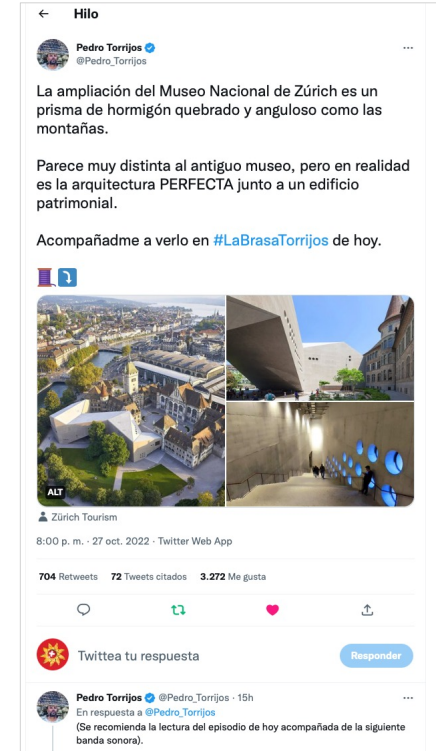 Hilo
Pedro Torrijos
@Pedro_Torrijos
La ampliación del Museo Nacional de Zúrich es un
prisma de hormigón quebrado y anguloso como las
montañas.
Parece muy distinta al antiguo museo, pero en realidad
es la arquitectura PERFECTA junto a un edificio
patrimonial.
Acompañadme a verlo en #LaBrasaTorrijos de hoy.
ALT
Zürich Tourism
8:00 p. m. · 27 oct. 2022 · Twitter Web App
704 Retweets 72 Tweets citados 3.272 Me gusta
Twittea tu respuesta
Responder
Pedro Torrijos @Pedro_Torrijos · 15h
En respuesta a @Pedro_Torrijos
(Se recomienda la lectura del episodio de hoy acompañada de la siguiente
banda sonora).